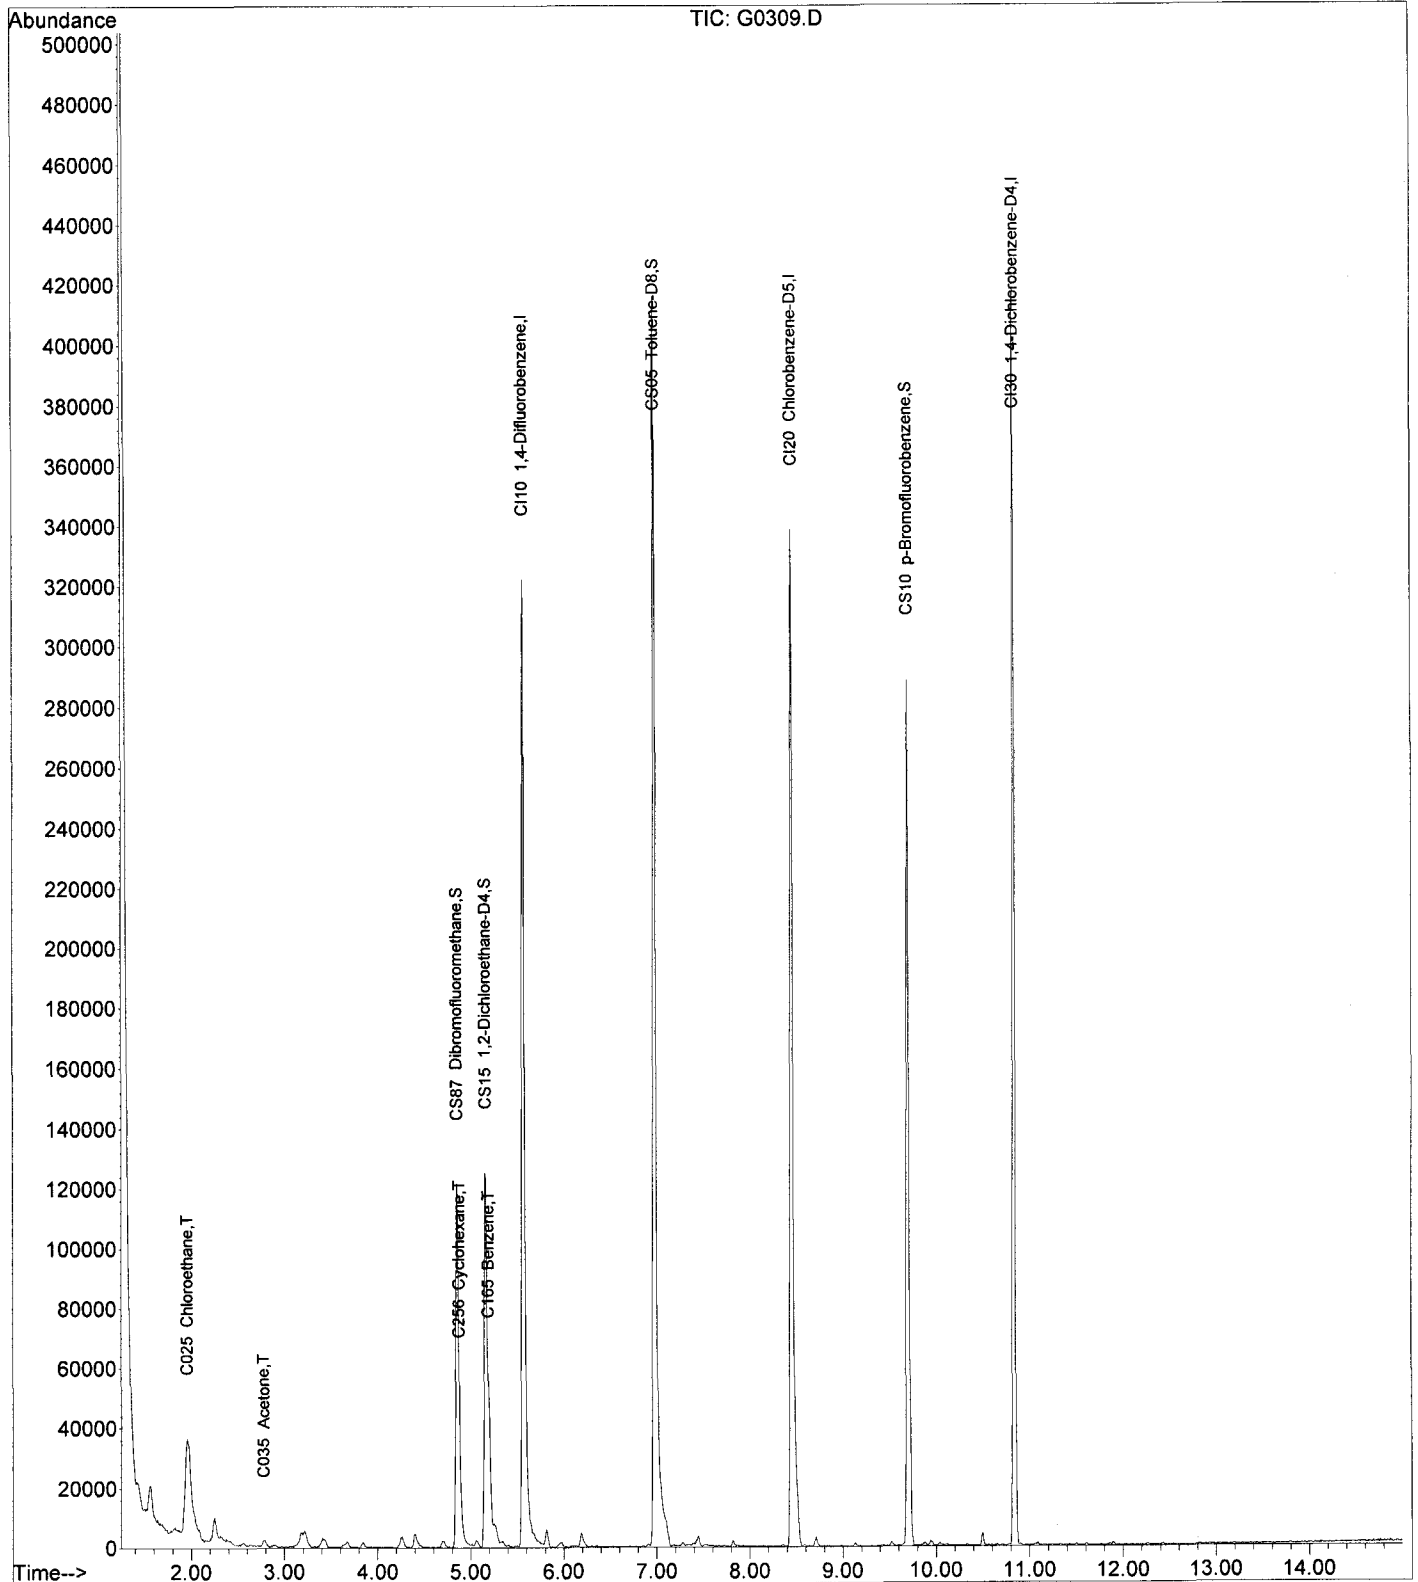 TIC: G0309.D
Abundance
500000
480000
460000
440000
420000
400000
380000
360000
340000
320000
300000
280000
260000
240000
220000
200000
180000
160000
140000
120000
100000
80000
60000
40000
20000
0
C025 Chloroethane,T
C035 Acetone,T
CS87 Dibromofluoromethane,S
C256 Cyclohexane,T
CS15 1,2-Dichloroethane-D4,S
C165 Benzene,T
CI10 1,4-Difluorobenzene,I
CS05 Toluene-D8,S
CI20 Chlorobenzene-D5,I
CS10 p-Bromofluorobenzene,S
CI30 1,4-Dichlorobenzene-D4,I
Time--> 2.00 3.00 4.00 5.00 6.00 7.00 8.00 9.00 10.00 11.00 12.00 13.00 14.00